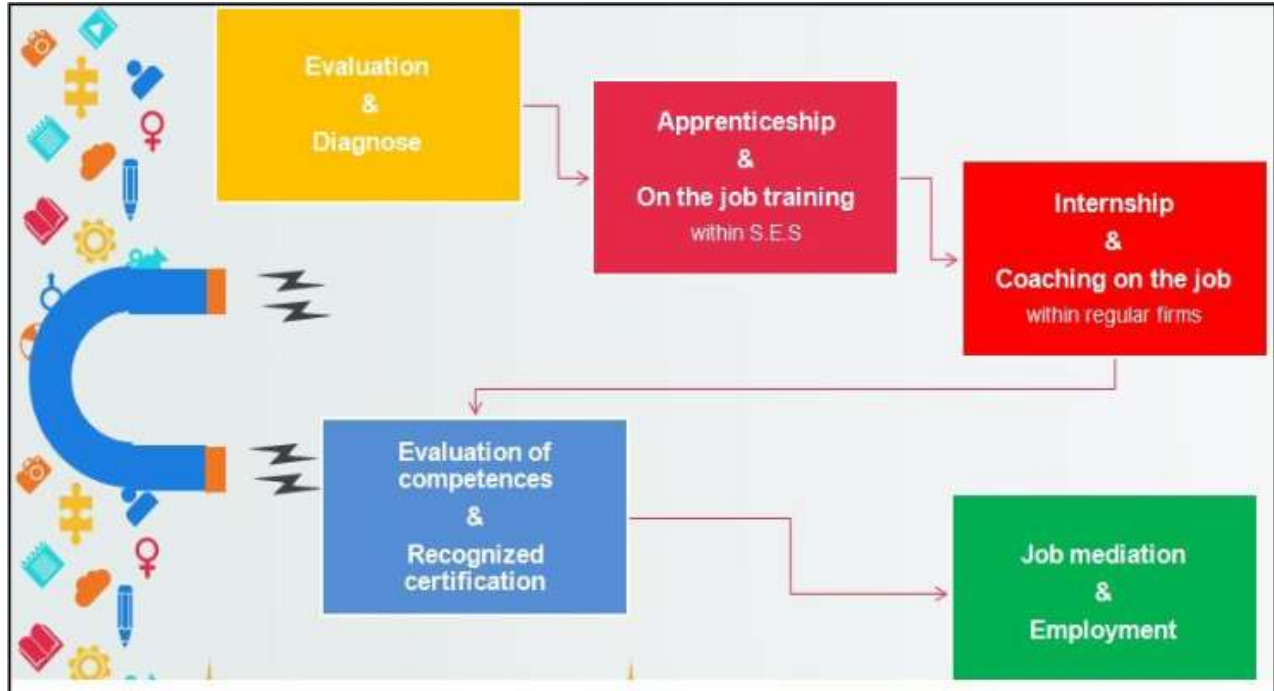 Evaluation
&
Diagnose
Apprenticeship
&
On the job training
within S.E.S
Internship
&
Coaching on the job
within regular firms
Evaluation of
competences
&
Recognized
certification
Job mediation
&
Employment